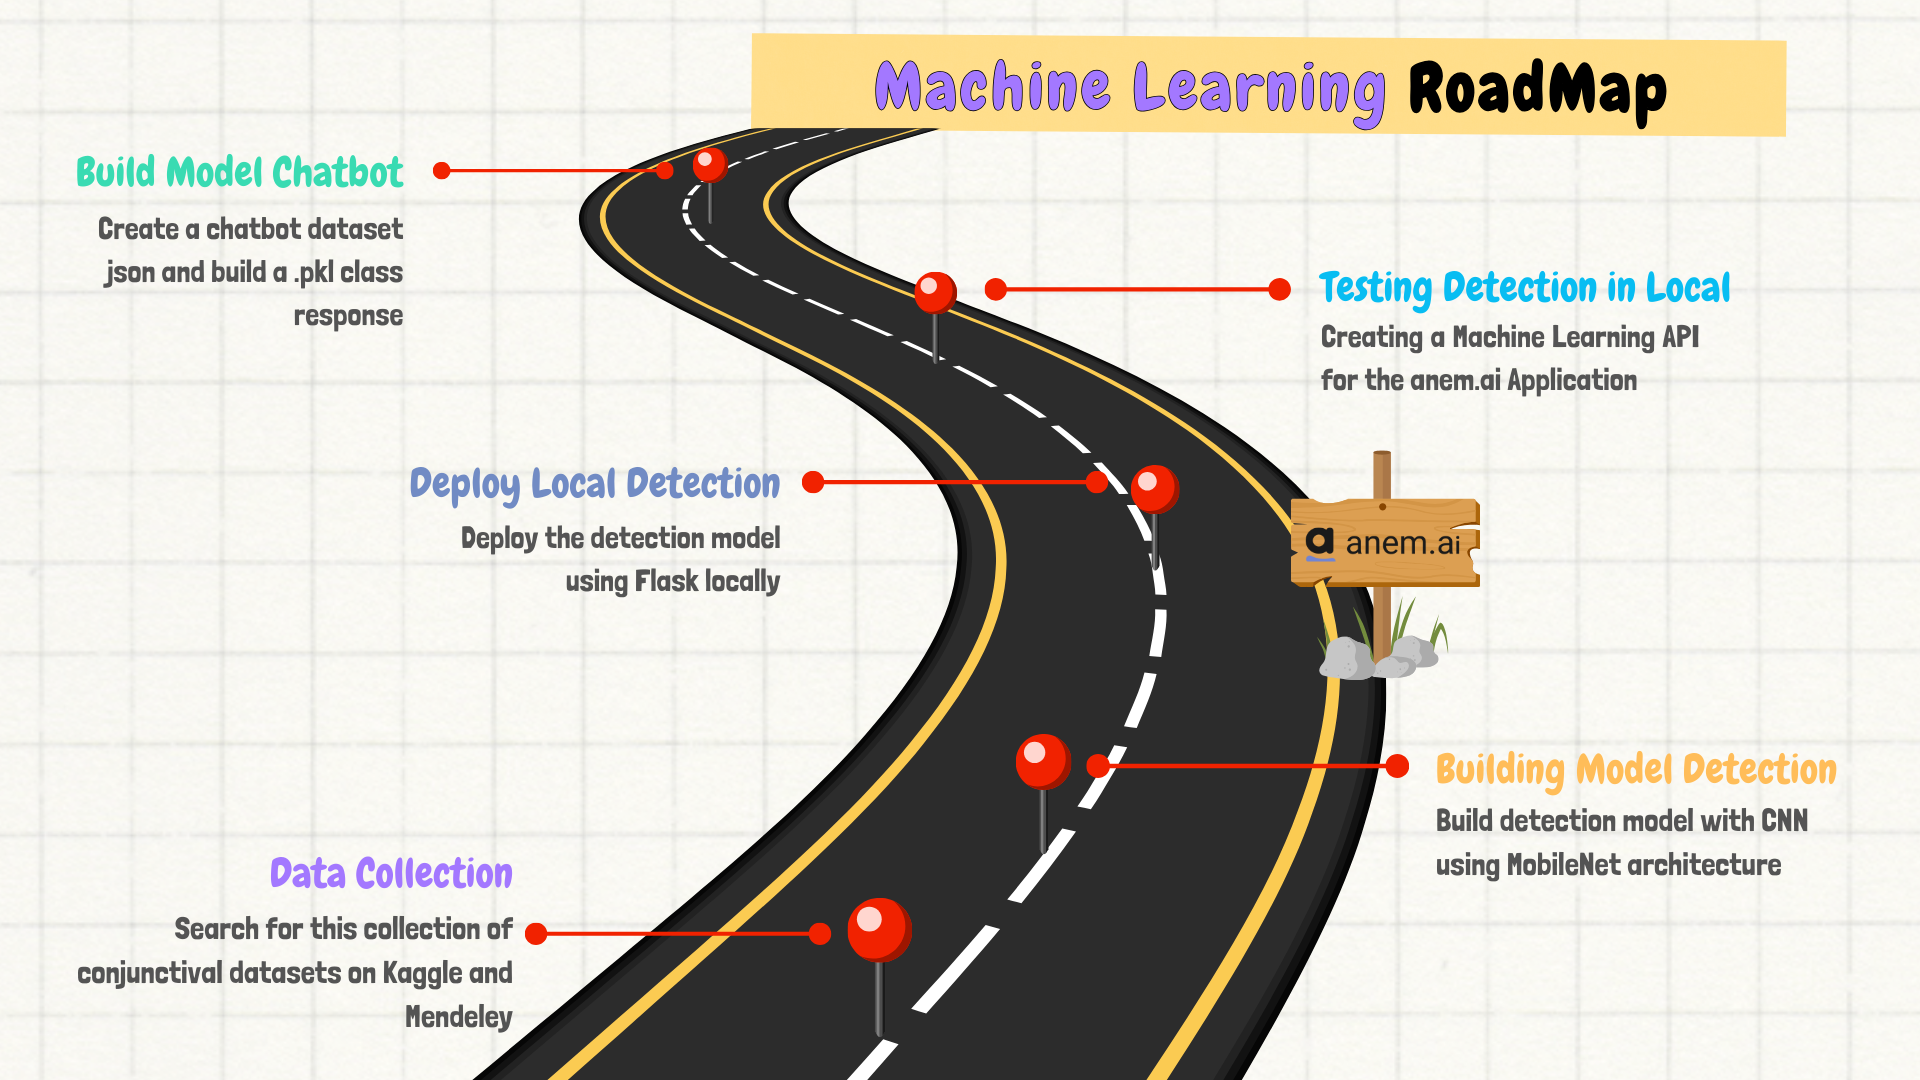 Machine Learning RoadMap
Build Model Chatbot
Create a chatbot dataset
json and build a .pkl class
response
Testing Detection in Local
Creating a Machine Learning API
for the anem.ai Application
Deploy Local Detection
Deploy the detection model
using Flask locally
a anem.ai
Building Model Detection
Build detection model with CNN
using MobileNet architecture
Data Collection
Search for this collection of
conjunctival datasets on Kaggle and
Mendeley